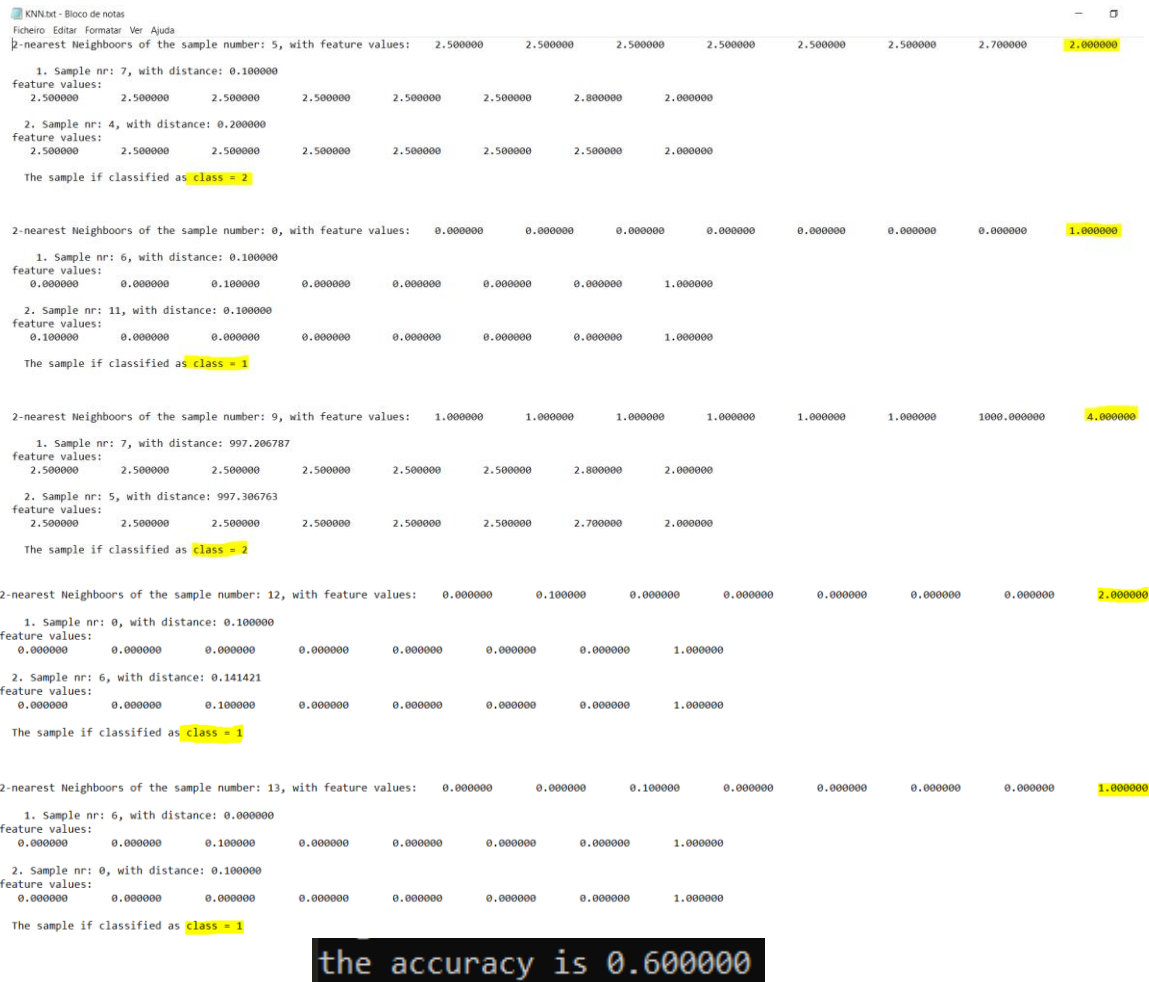 KNN.txt - Bloco de notas
Ficheiro Editar Formatar Ver Ajuda
2-nearest Neighboors of the sample number: 5, with feature values: 2.500000 2.500000 2.500000 2.500000 2.500000 2.500000 2.700000 2.000000
1. Sample nr: 7, with distance: 0.100000
feature values:
2.500000 2.500000 2.500000 2.500000 2.500000 2.500000 2.800000 2.000000
2. Sample nr: 4, with distance: 0.200000
feature values:
2.500000 2.500000 2.500000 2.500000 2.500000 2.500000 2.500000 2.000000
The sample if classified as class = 2
2-nearest Neighboors of the sample number: 0, with feature values: 0.000000 0.000000 0.000000 0.000000 0.000000 0.000000 0.000000 1.000000
1. Sample nr: 6, with distance: 0.100000
feature values:
0.000000 0.000000 0.100000 0.000000 0.000000 0.000000 0.000000 1.000000
2. Sample nr: 11, with distance: 0.100000
feature values:
0.100000 0.000000 0.000000 0.000000 0.000000 0.000000 0.000000 1.000000
The sample if classified as class = 1
2-nearest Neighboors of the sample number: 9, with feature values: 1.000000 1.000000 1.000000 1.000000 1.000000 1.000000 1000.000000 4.000000
1. Sample nr: 7, with distance: 997.206787
feature values:
2.500000 2.500000 2.500000 2.500000 2.500000 2.500000 2.800000 2.000000
2. Sample nr: 5, with distance: 997.306763
feature values:
2.500000 2.500000 2.500000 2.500000 2.500000 2.500000 2.700000 2.000000
The sample if classified as class = 2
2-nearest Neighboors of the sample number: 12, with feature values: 0.000000 0.100000 0.000000 0.000000 0.000000 0.000000 0.000000 2.000000
1. Sample nr: 0, with distance: 0.100000
feature values:
0.000000 0.000000 0.000000 0.000000 0.000000 0.000000 0.000000 1.000000
2. Sample nr: 6, with distance: 0.141421
feature values:
0.000000 0.000000 0.100000 0.000000 0.000000 0.000000 0.000000 1.000000
The sample if classified as class = 1
2-nearest Neighboors of the sample number: 13, with feature values: 0.000000 0.000000 0.100000 0.000000 0.000000 0.000000 0.000000 1.000000
1. Sample nr: 6, with distance: 0.000000
feature values:
0.000000 0.000000 0.100000 0.000000 0.000000 0.000000 0.000000 1.000000
2. Sample nr: 0, with distance: 0.100000
feature values:
0.000000 0.000000 0.000000 0.000000 0.000000 0.000000 0.000000 1.000000
The sample if classified as class = 1
the accuracy is 0.600000